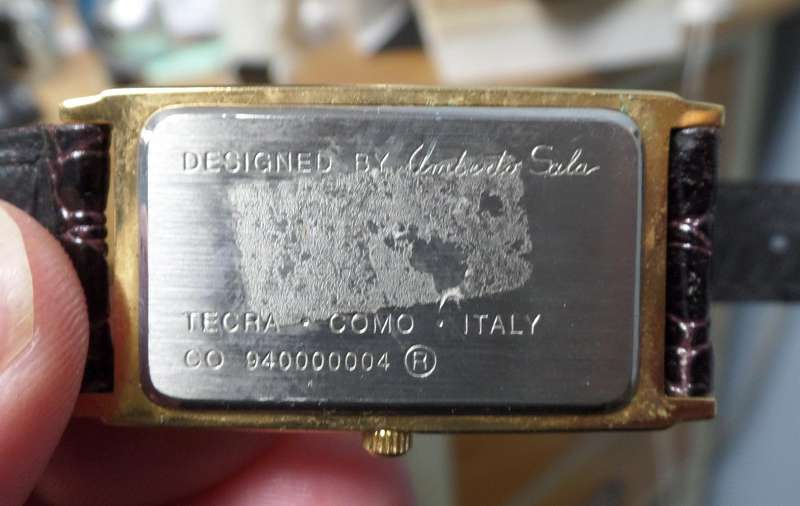 DESIGNED BY Umberto Sala
TECRA · COMO · ITALY
CO 940000004 ®